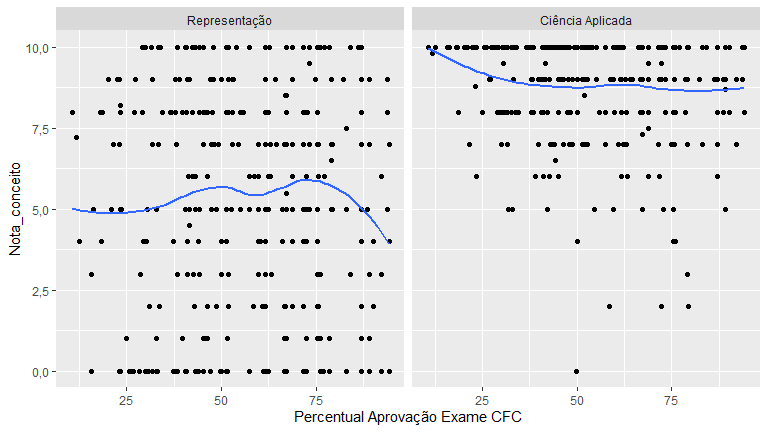 Representação
Ciência Aplicada
Nota_conceito
10,0
7,5
5,0
2,5
0,0
25
50
75
25
50
75
Percentual Aprovação Exame CFC